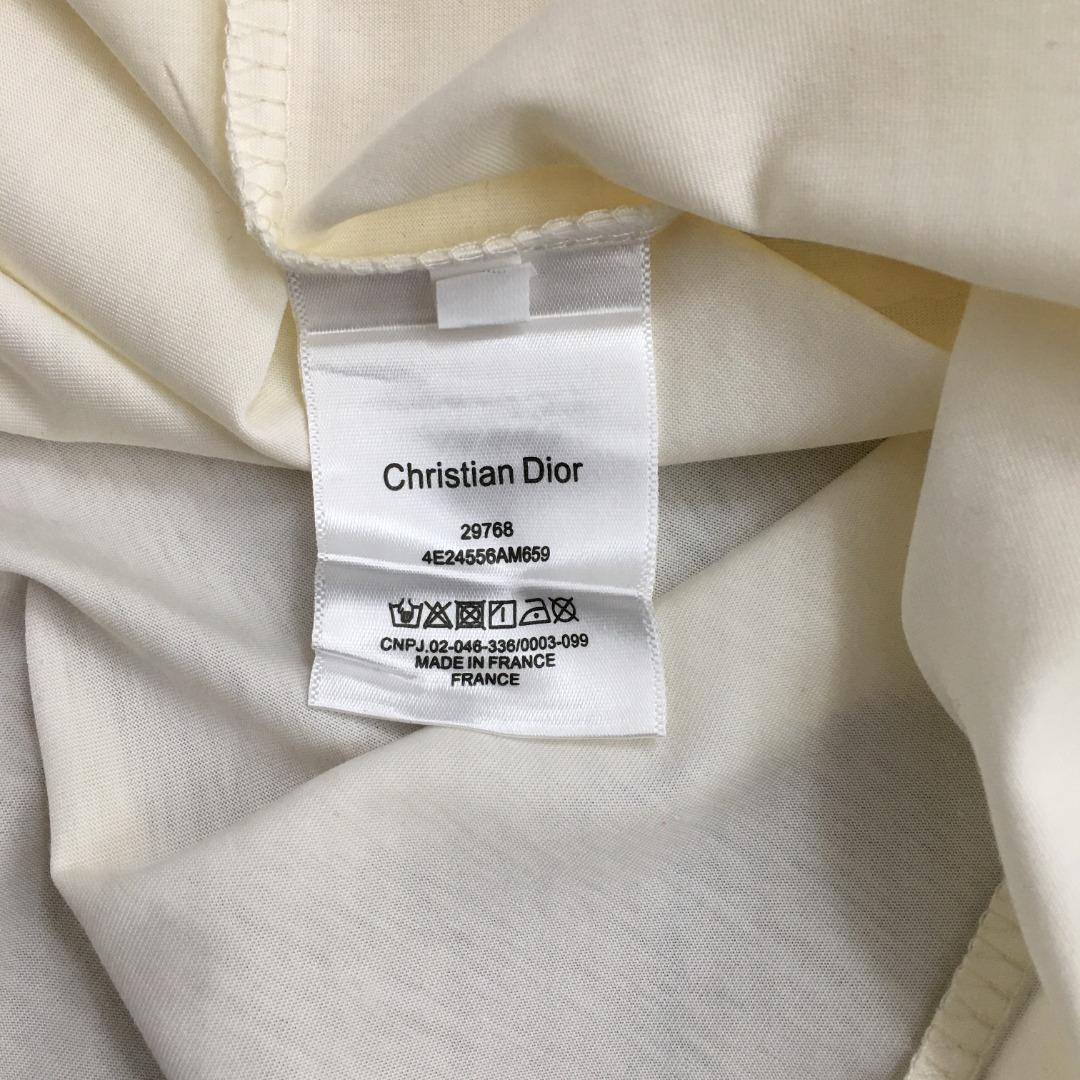 Christian Dior
29768
4E24556AM659
CNPJ.02-046-336/0003-099
MADE IN FRANCE
FRANCE